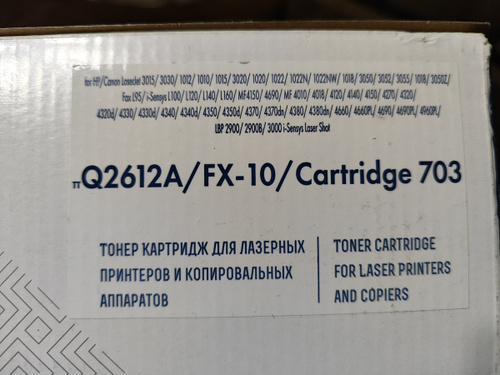 for HP/Canon LaserJet 3015/ 3030/ 1012/ 1010/ 1015/ 3020/ 1020/ 1022/ 1022N/ 1022NW/ 1018/ 3050/ 3052/ 3055/ 1018/ 3050Z/
Fax L95/ i-Sensys L100/ L120/ L140/ L160/ MF4150/ 4690/ MF 4010/ 4018/ 4120/ 4140/ 4150/ 4270/ 4320/
4320d/ 4330/ 4330d/ 4340/ 4340d/ 4350/ 4350d/ 4370/ 4370dn/ 4380/ 4380dn/ 4660/ 4660PL/ 4690/ 4690PL/ 4960PL/
LBP 2900/ 2900B/ 3000 i-Sensys Laser Shot
π Q2612A/FX-10/Cartridge 703
ТОНЕР КАРТРИДЖ ДЛЯ ЛАЗЕРНЫХ
ПРИНТЕРОВ И КОПИРОВАЛЬНЫХ
АППАРАТОВ
TONER CARTRIDGE
FOR LASER PRINTERS
AND COPIERS